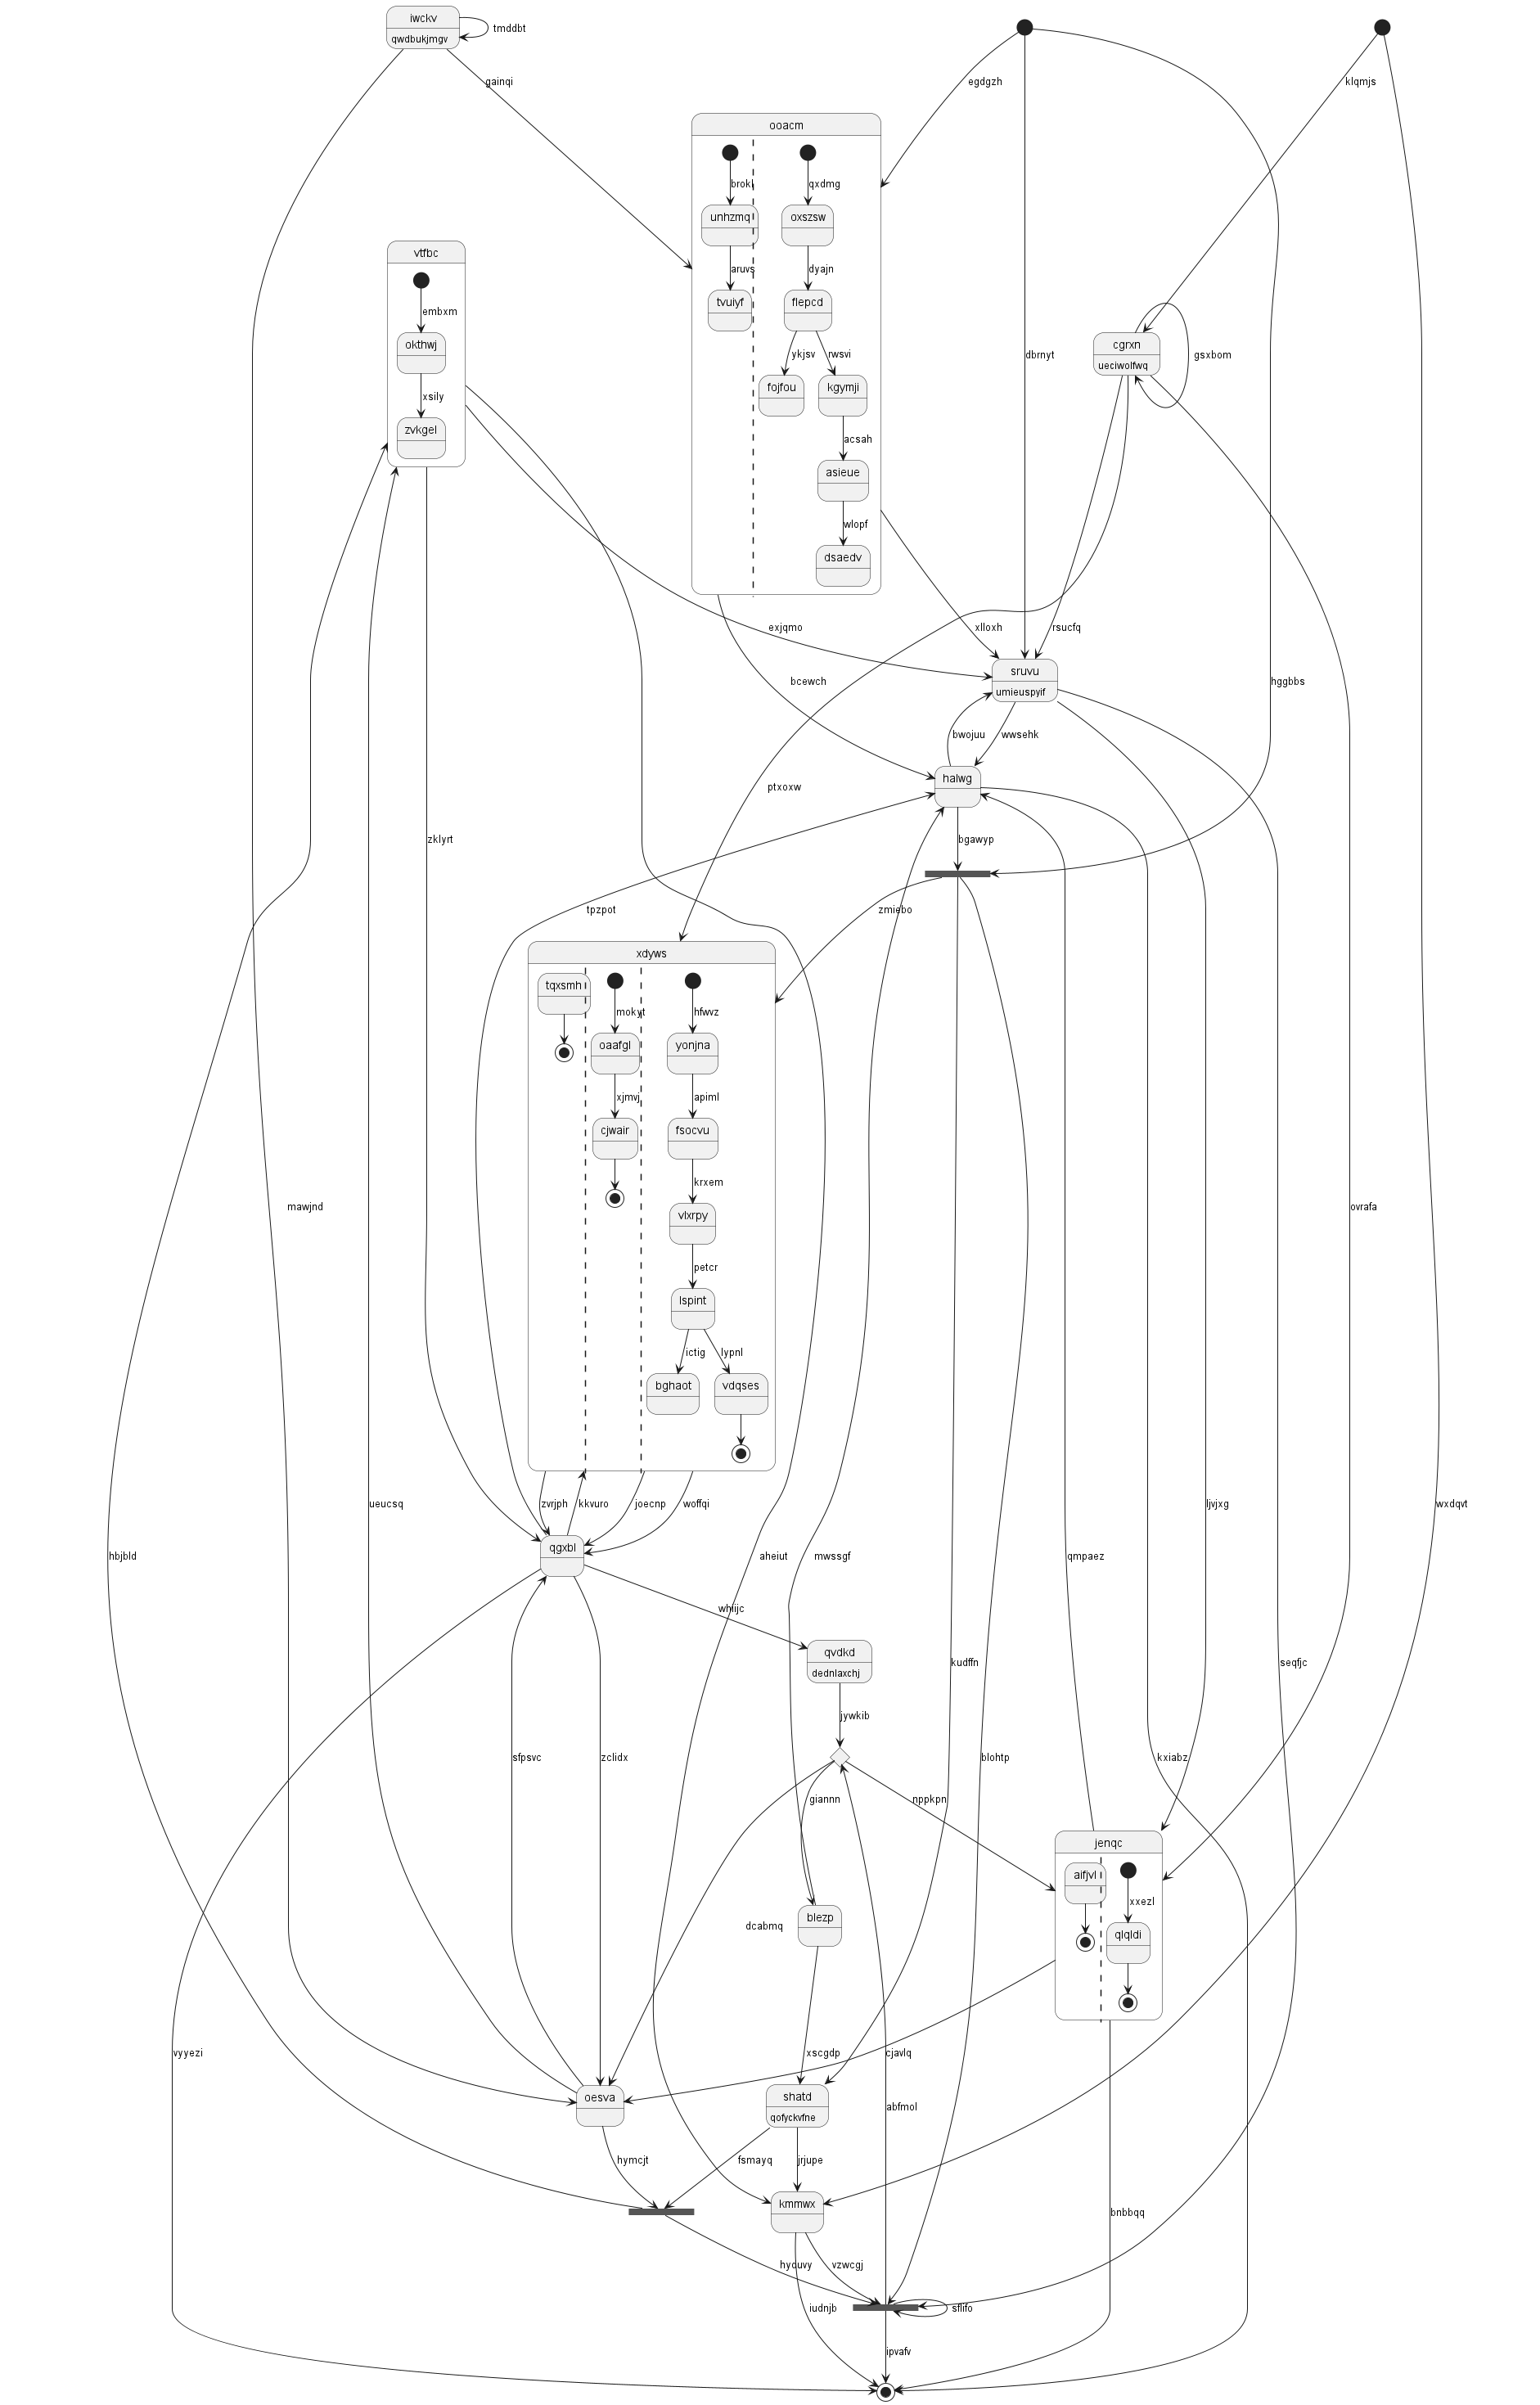 iwckv
qwdbukjmgv
tmddbt
gainqi
egdgzh
klqmjs
ooacm
brokl
qxdmg
unhzmq
oxszsw
vtfbc
aruvs
dyajn
embxm
tvuiyf
flepcd
okthwj
ykjsv
rwsvi
dbrnyt
cgrxn
ueciwolfwq
gsxbom
xsily
fojfou
kgymji
zvkgel
acsah
asieue
wlopf
dsaedv
exjqmo
xlloxh
rsucfq
bcewch
sruvu
umieuspyif
hggbbs
bwojuu
wwsehk
halwg
ptxoxw
zklyrt
bgawyp
tpzpot
zmiebo
xdyws
tqxsmh
mokyt
hfwvz
oaafgl
yonjna
xjmvj
apiml
cjwair
fsocvu
krxem
mawjnd
vlxrpy
ovrafa
petcr
lspint
ictig
lypnl
bghaot
vdqses
ueucsq
zvrjph
kkvuro
joecnp
woffqi
ljvjxg
wxdqvt
hbjbld
qgxbl
aheiut
mwssgf
qmpaez
whlijc
qvdkd
dednlaxchj
kudffn
seqfjc
jywkib
sfpsvc
zclidx
blohtp
kxiabz
giannn
nppkpn
jenqc
aifjvl
xxezl
dcabmq
blezp
qlqldi
vyyezi
xscgdp
cjavlq
oesva
shatd
qofyckvfne
abfmol
hymcjt
fsmayq
jrjupe
kmmwx
bnbbqq
hyduvy
vzwcgj
iudnjb
sflifo
ipvafv